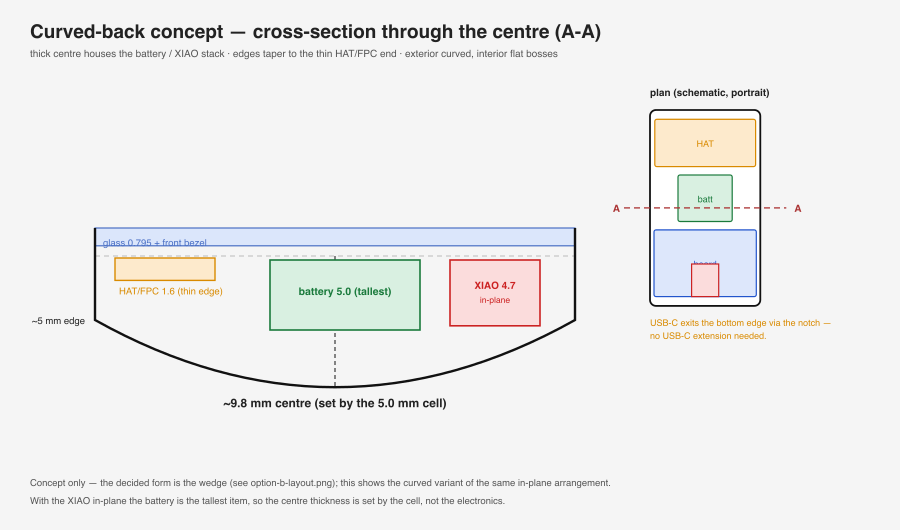 Curved-back concept — cross-section through the centre (A-A)
thick centre houses the battery / XIAO stack · edges taper to the thin HAT/FPC end · exterior curved, interior flat bosses
plan (schematic, portrait)
HAT
batt
A
A
glass 0.795 + front bezel
HAT/FPC 1.6 (thin edge)
battery 5.0 (tallest)
XIAO 4.7
in-plane
~5 mm edge
USB-C exits the bottom edge via the notch —
no USB-C extension needed.
~9.8 mm centre (set by the 5.0 mm cell)
Concept only — the decided form is the wedge (see option-b-layout.png); this shows the curved variant of the same in-plane arrangement.
With the XIAO in-plane the battery is the tallest item, so the centre thickness is set by the cell, not the electronics.